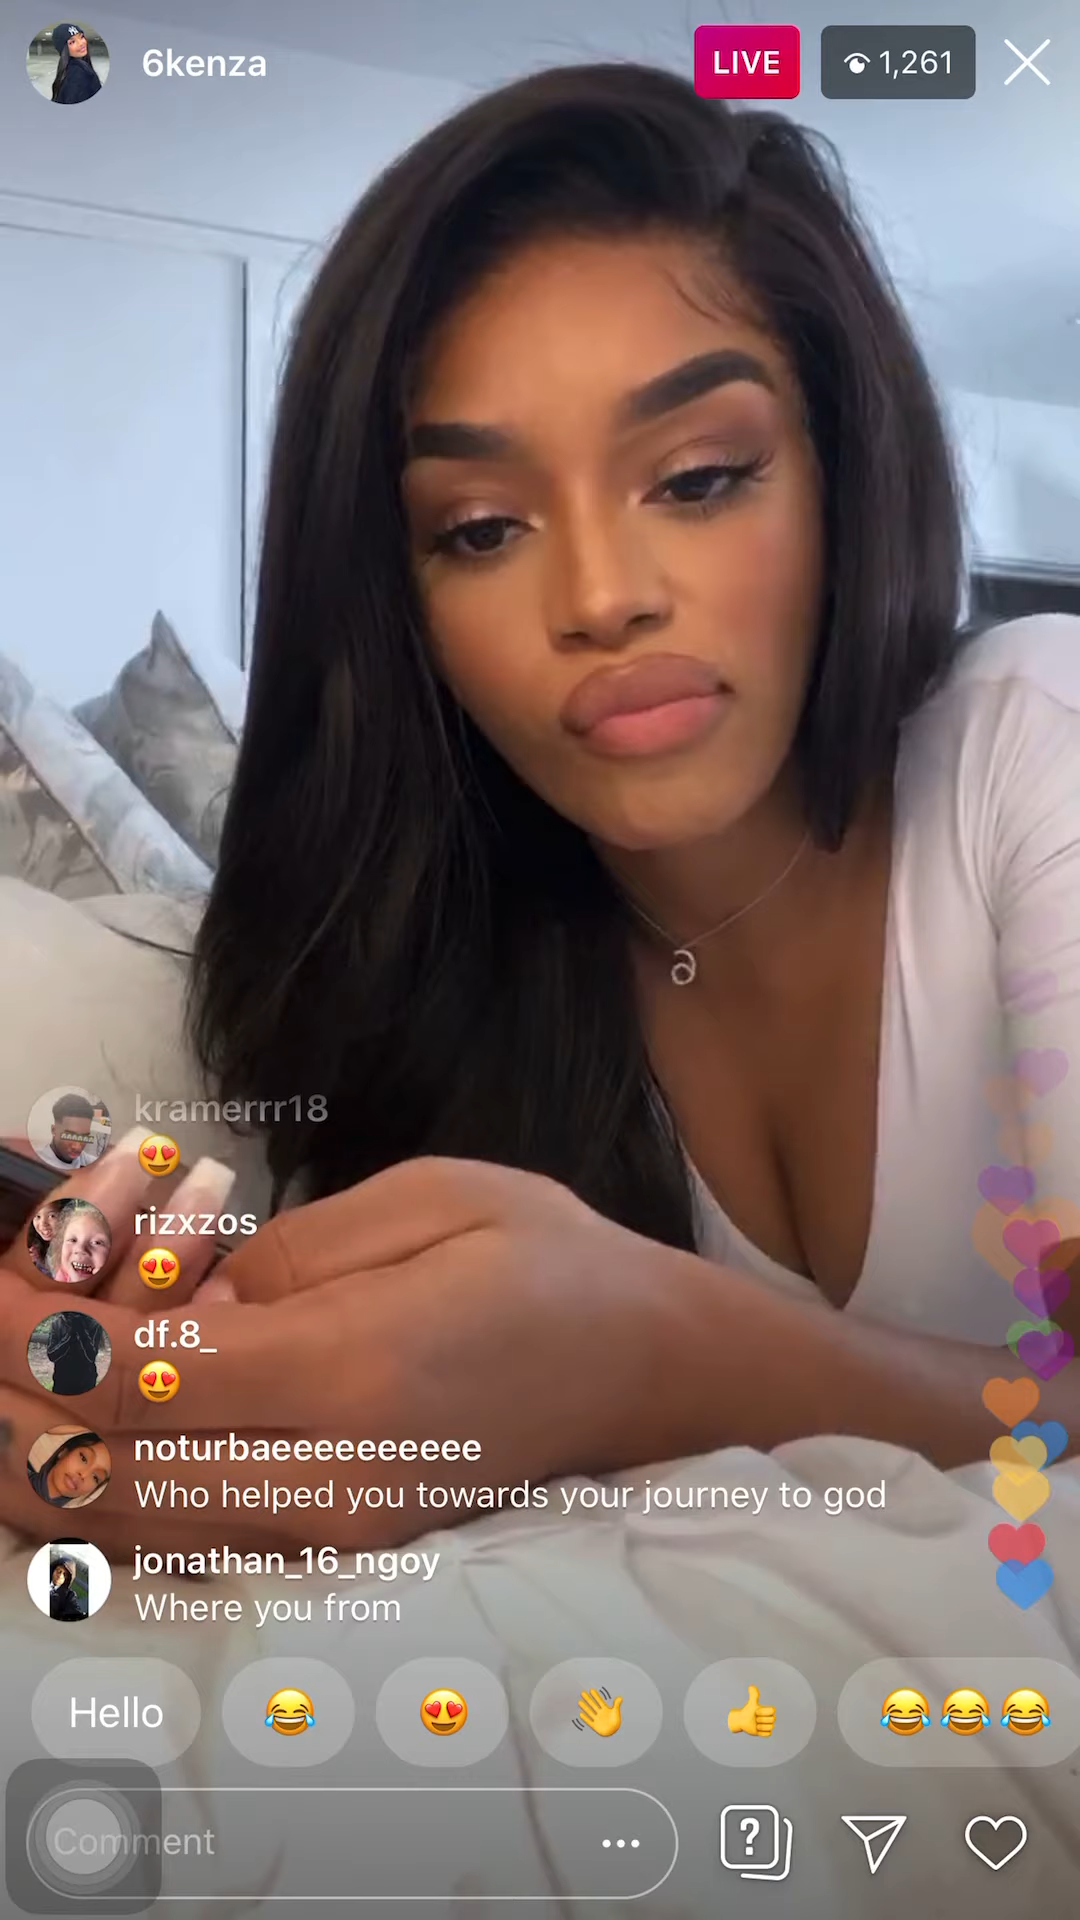 6kenza
LIVE
1,261
kramerrr18
😍
rizxzos
😍
df.8_
😍
noturbaeeeeeeeeee
Who helped you towards your journey to god
jonathan_16_ngoy
Where you from
Hello 😂 😍 👋 👍 😂😂😂
Comment